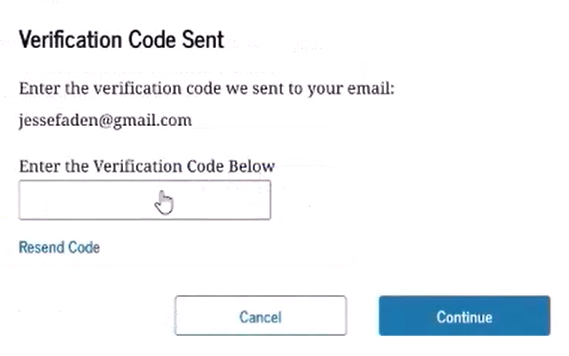 Verification Code Sent
Enter the verification code we sent to your email:
jessefaden@gmail.com
Enter the Verification Code Below
Resend Code
Cancel
Continue